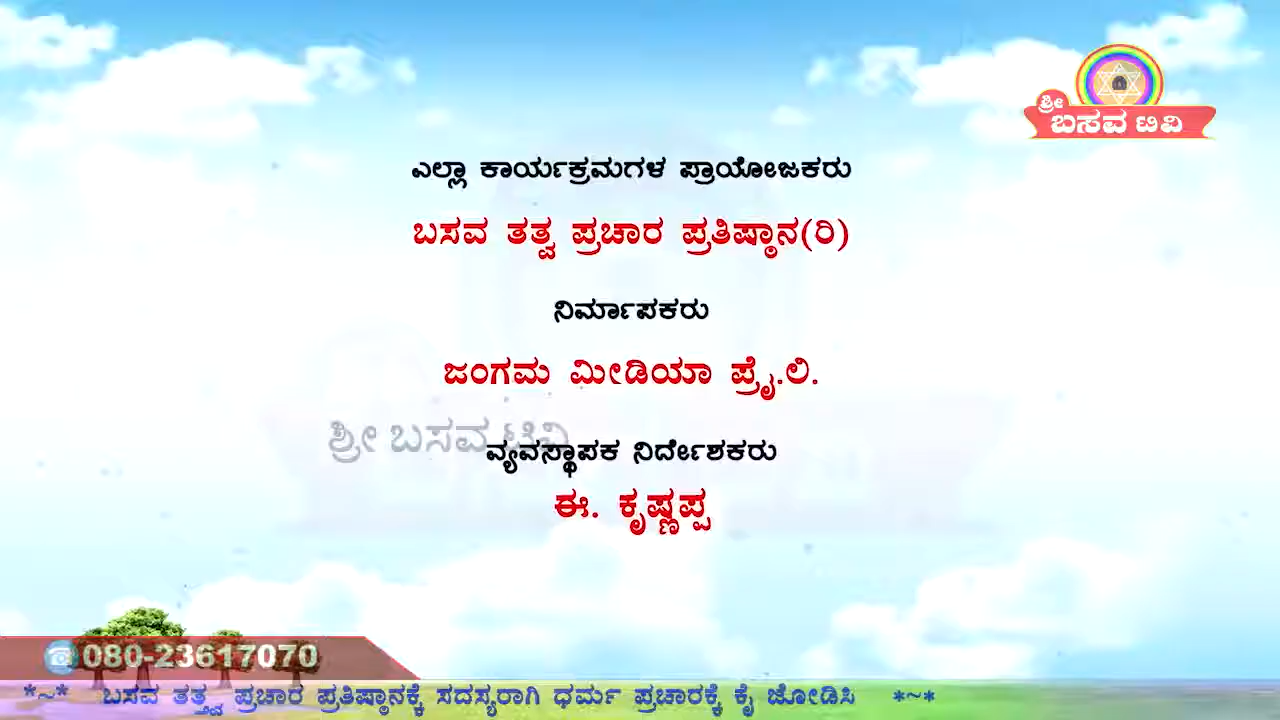 ಶ್ರೀ
ಬಸವ ಟಿವಿ
ಎಲ್ಲಾ ಕಾರ್ಯಕ್ರಮಗಳ ಪ್ರಾಯೋಜಕರು
ಬಸವ ತತ್ವ ಪ್ರಚಾರ ಪ್ರತಿಷ್ಠಾನ(ರಿ)
ನಿರ್ಮಾಪಕರು
ಜಂಗಮ ಮೀಡಿಯಾ ಪ್ರೈ.ಲಿ.
ಶ್ರೀ ಬಸವ ಟಿವಿ
ವ್ಯವಸ್ಥಾಪಕ ನಿರ್ದೇಶಕರು
ಈ. ಕೃಷ್ಣಪ್ಪ
080-23617070
*~* ಬಸವ ತತ್ತ್ವ ಪ್ರಚಾರ ಪ್ರತಿಷ್ಠಾನಕ್ಕೆ ಸದಸ್ಯರಾಗಿ ಧರ್ಮ ಪ್ರಚಾರಕ್ಕೆ ಕೈ ಜೋಡಿಸಿ *~*